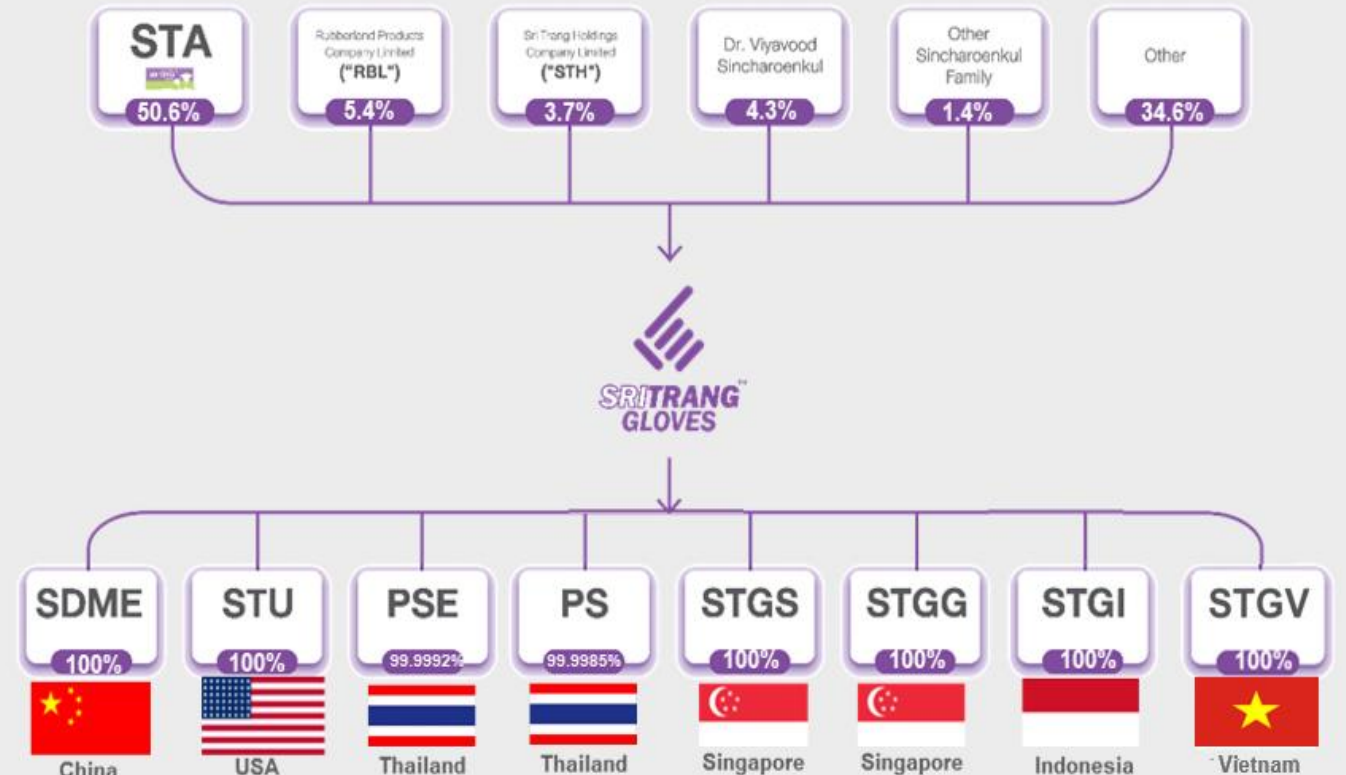 STA
50.6%
Rubberland Products
Company Limited
("RBL")
5.4%
Sri Trang Holdings
Company Limited
("STH")
3.7%
Dr. Viyavood
Sincharoenkul
4.3%
Other
Sincharoenkul
Family
1.4%
Other
34.6%
SRITRANG™
GLOVES
SDME
100%
China
STU
100%
USA
PSE
99.9992%
Thailand
PS
99.9985%
Thailand
STGS
100%
Singapore
STGG
100%
Singapore
STGI
100%
Indonesia
STGV
100%
Vietnam